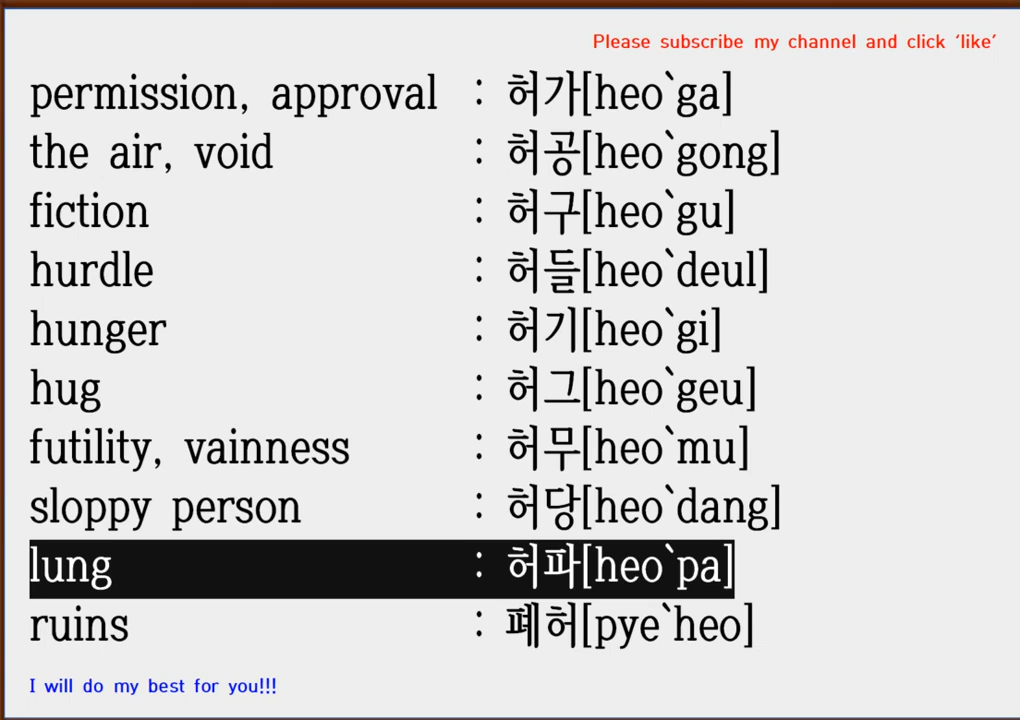 Please subscribe my channel and click ‘like’
permission, approval : 허가[heo`ga]
the air, void : 허공[heo`gong]
fiction : 허구[heo`gu]
hurdle : 허들[heo`deul]
hunger : 허기[heo`gi]
hug : 허그[heo`geu]
futility, vainness : 허무[heo`mu]
sloppy person : 허당[heo`dang]
lung : 허파[heo`pa]
ruins : 폐허[pye`heo]
I will do my best for you!!!